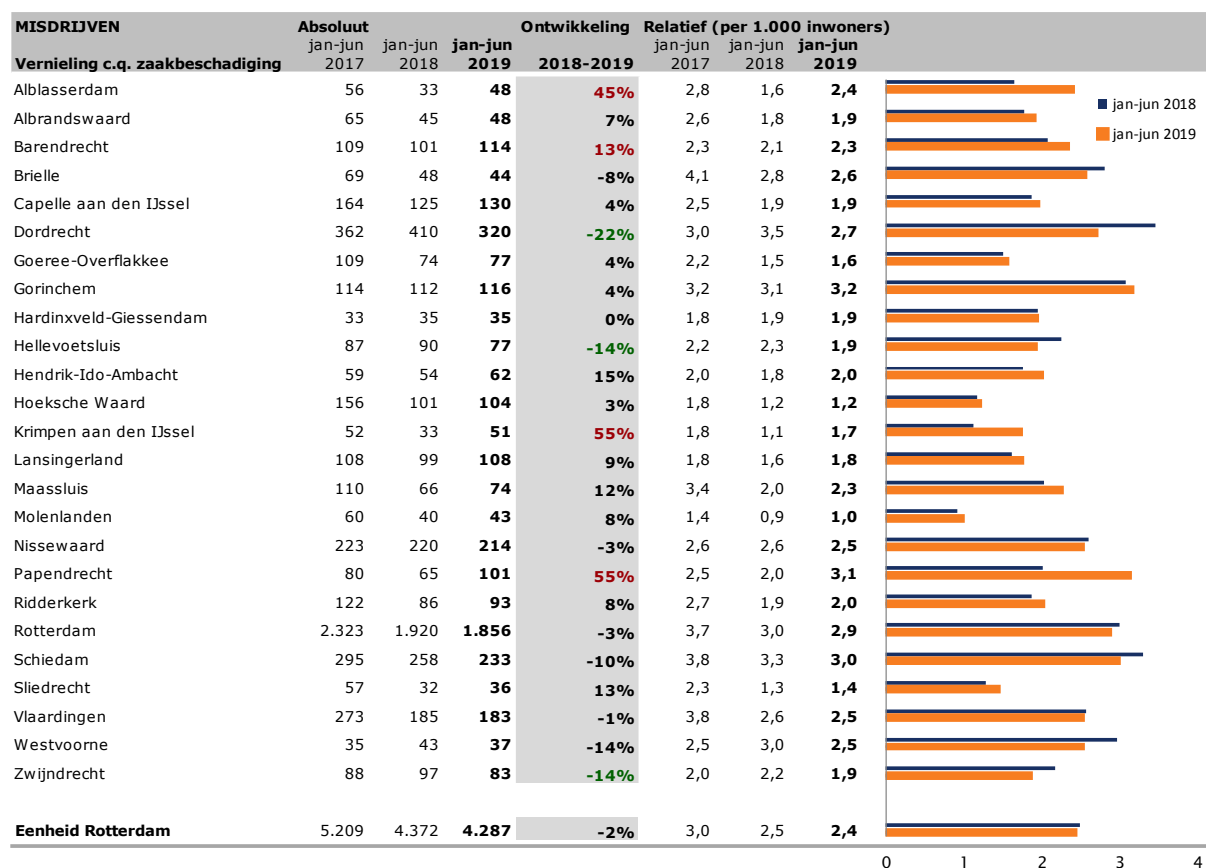 MISDRIJVEN Absoluut Ontwikkeling Relatief (per 1.000 inwoners)
jan-jun jan-jun jan-jun jan-jun jan-jun jan-jun
Vernieling c.q. zaakbeschadiging 2017 2018 2019 2018-2019 2017 2018 2019
Alblasserdam 56 33 48 45% 2,8 1,6 2,4
jan-jun 2018
Albrandswaard 65 45 48 7% 2,6 1,8 1,9
jan-jun 2019
Barendrecht 109 101 114 13% 2,3 2,1 2,3
Brielle 69 48 44 -8% 4,1 2,8 2,6
Capelle aan den IJssel 164 125 130 4% 2,5 1,9 1,9
Dordrecht 362 410 320 -22% 3,0 3,5 2,7
Goeree-Overflakkee 109 74 77 4% 2,2 1,5 1,6
Gorinchem 114 112 116 4% 3,2 3,1 3,2
Hardinxveld-Giessendam 33 35 35 0% 1,8 1,9 1,9
Hellevoetsluis 87 90 77 -14% 2,2 2,3 1,9
Hendrik-Ido-Ambacht 59 54 62 15% 2,0 1,8 2,0
Hoeksche Waard 156 101 104 3% 1,8 1,2 1,2
Krimpen aan den IJssel 52 33 51 55% 1,8 1,1 1,7
Lansingerland 108 99 108 9% 1,8 1,6 1,8
Maassluis 110 66 74 12% 3,4 2,0 2,3
Molenlanden 60 40 43 8% 1,4 0,9 1,0
Nissewaard 223 220 214 -3% 2,6 2,6 2,5
Papendrecht 80 65 101 55% 2,5 2,0 3,1
Ridderkerk 122 86 93 8% 2,7 1,9 2,0
Rotterdam 2.323 1.920 1.856 -3% 3,7 3,0 2,9
Schiedam 295 258 233 -10% 3,8 3,3 3,0
Sliedrecht 57 32 36 13% 2,3 1,3 1,4
Vlaardingen 273 185 183 -1% 3,8 2,6 2,5
Westvoorne 35 43 37 -14% 2,5 3,0 2,5
Zwijndrecht 88 97 83 -14% 2,0 2,2 1,9
Eenheid Rotterdam 5.209 4.372 4.287 -2% 3,0 2,5 2,4
0 1 2 3 4